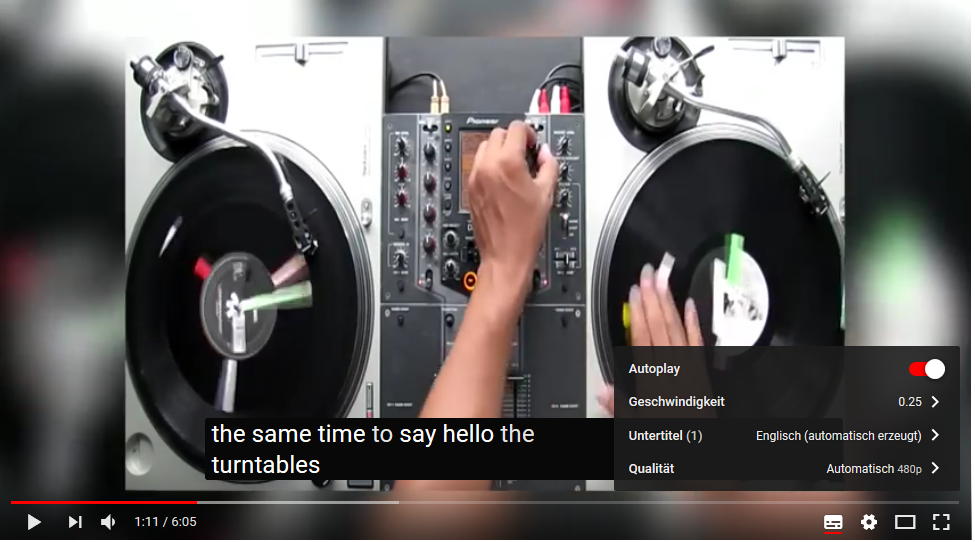 Pioneer
Autoplay
Geschwindigkeit 0.25
Untertitel (1) Englisch (automatisch erzeugt)
Qualität Automatisch 480p
the same time to say hello the
turntables
1:11 / 6:05